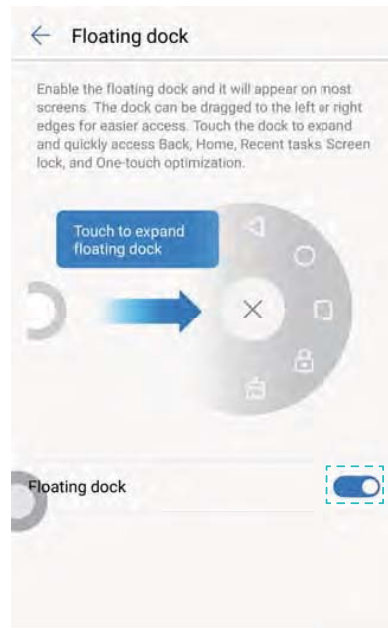 Floating dock
Enable the floating dock and it will appear on most
screens. The dock can be dragged to the left or right
edges for easier access. Touch the dock to expand
and quickly access Back, Home, Recent tasks Screen
lock, and One-touch optimization.
Touch to expand
floating dock
Floating dock